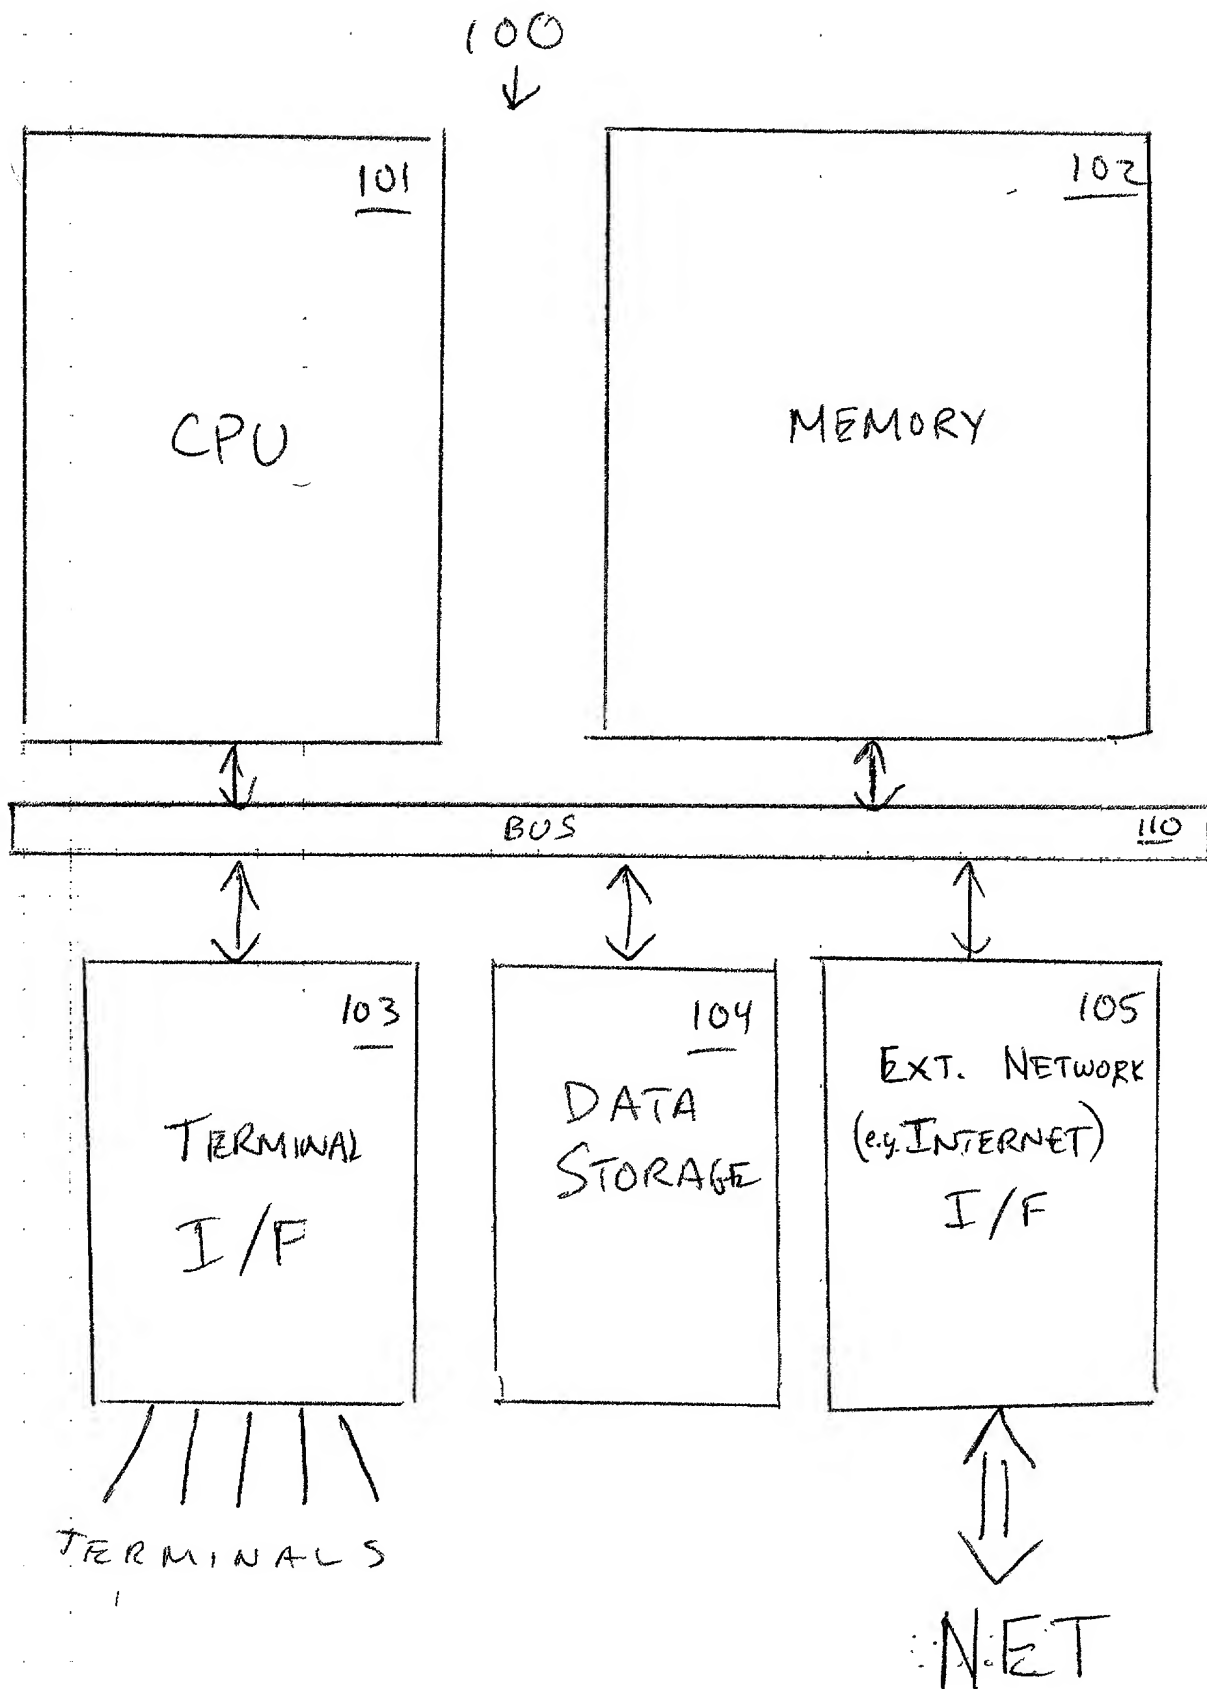 100
101
CPU
102
MEMORY
BUS
110
103
TERMINAL
I/F
104
DATA
STORAGE
105
EXT. NETWORK
(e.g. INTERNET)
I/F
TERMINALS
NET